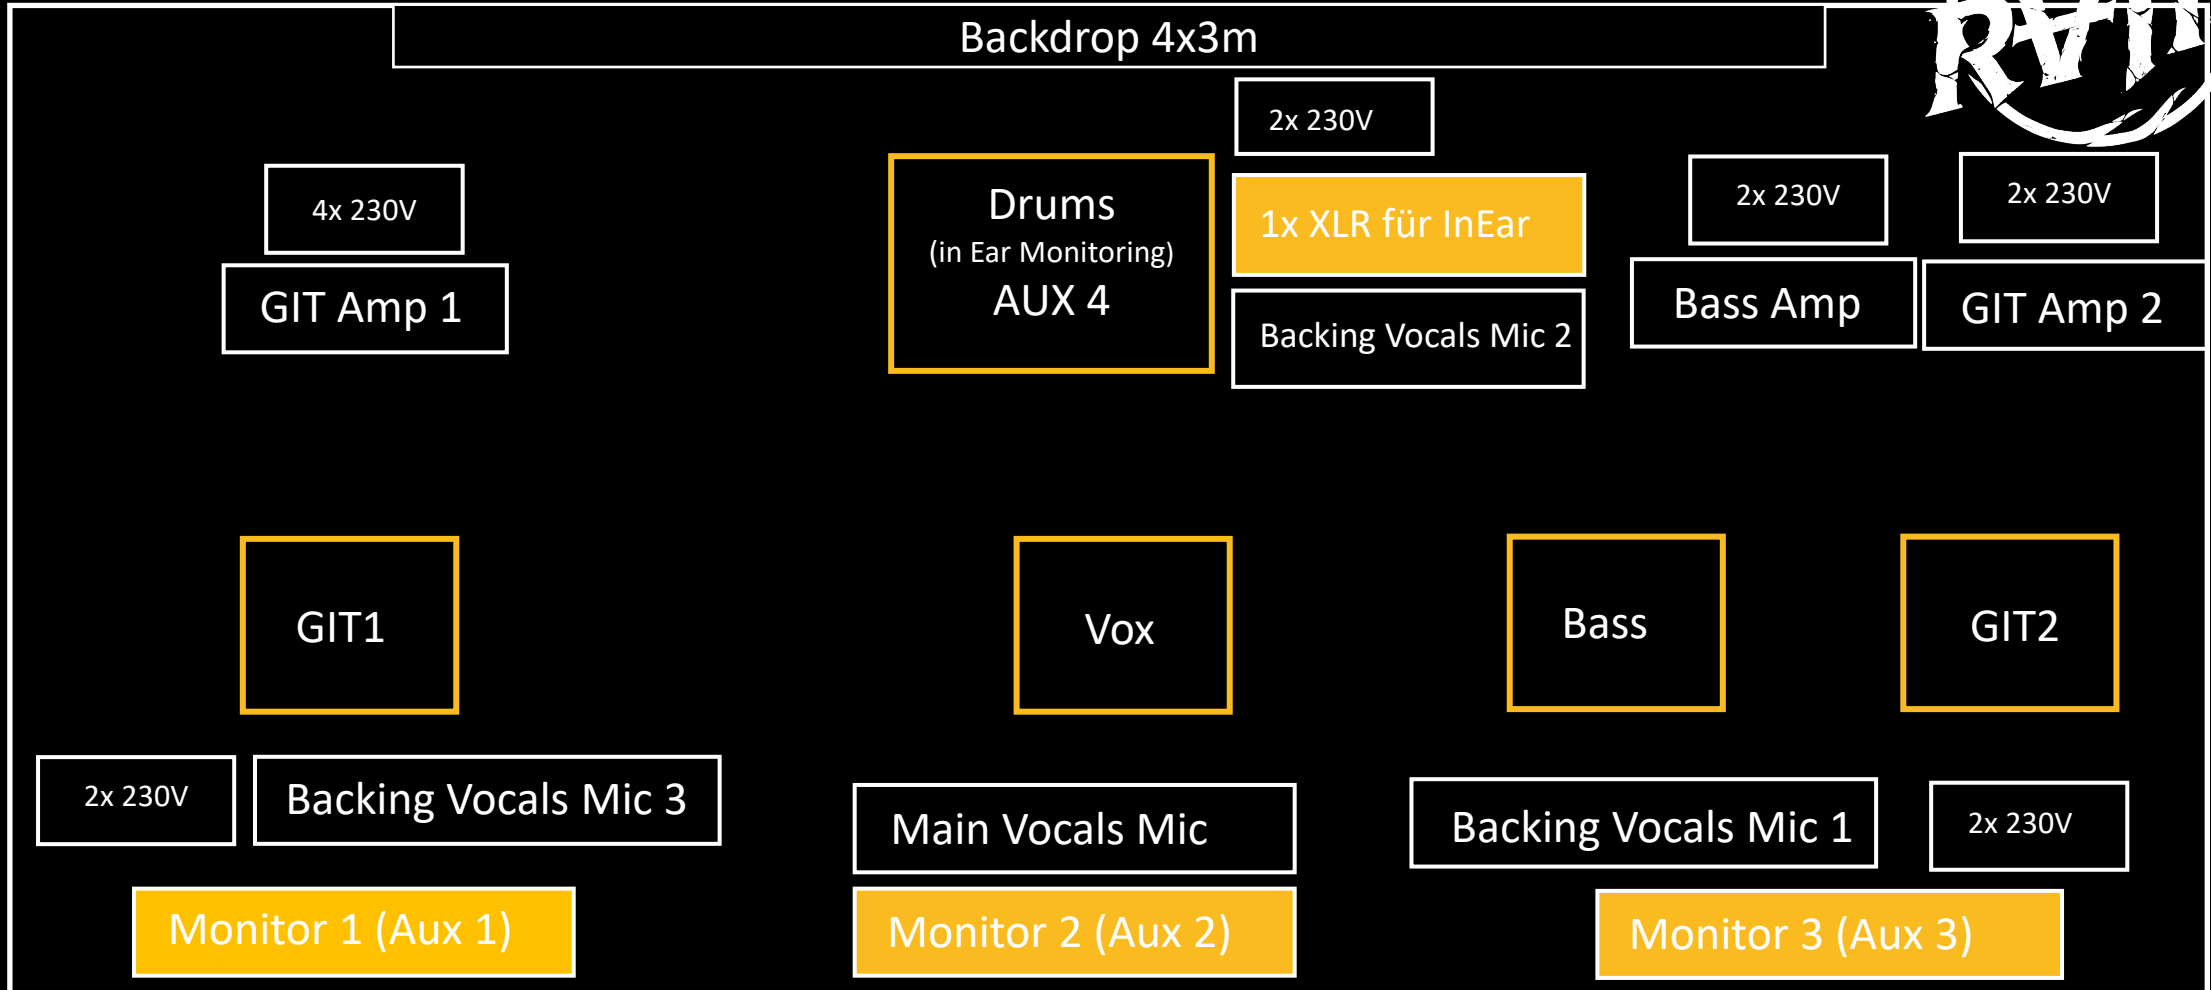 Backdrop 4x3m
2x 230V
4x 230V
Drums
(in Ear Monitoring)
AUX 4
1x XLR für InEar
2x 230V
2x 230V
GIT Amp 1
Backing Vocals Mic 2
Bass Amp
GIT Amp 2
GIT1
Vox
Bass
GIT2
2x 230V
Backing Vocals Mic 3
Main Vocals Mic
Backing Vocals Mic 1
2x 230V
Monitor 1 (Aux 1)
Monitor 2 (Aux 2)
Monitor 3 (Aux 3)